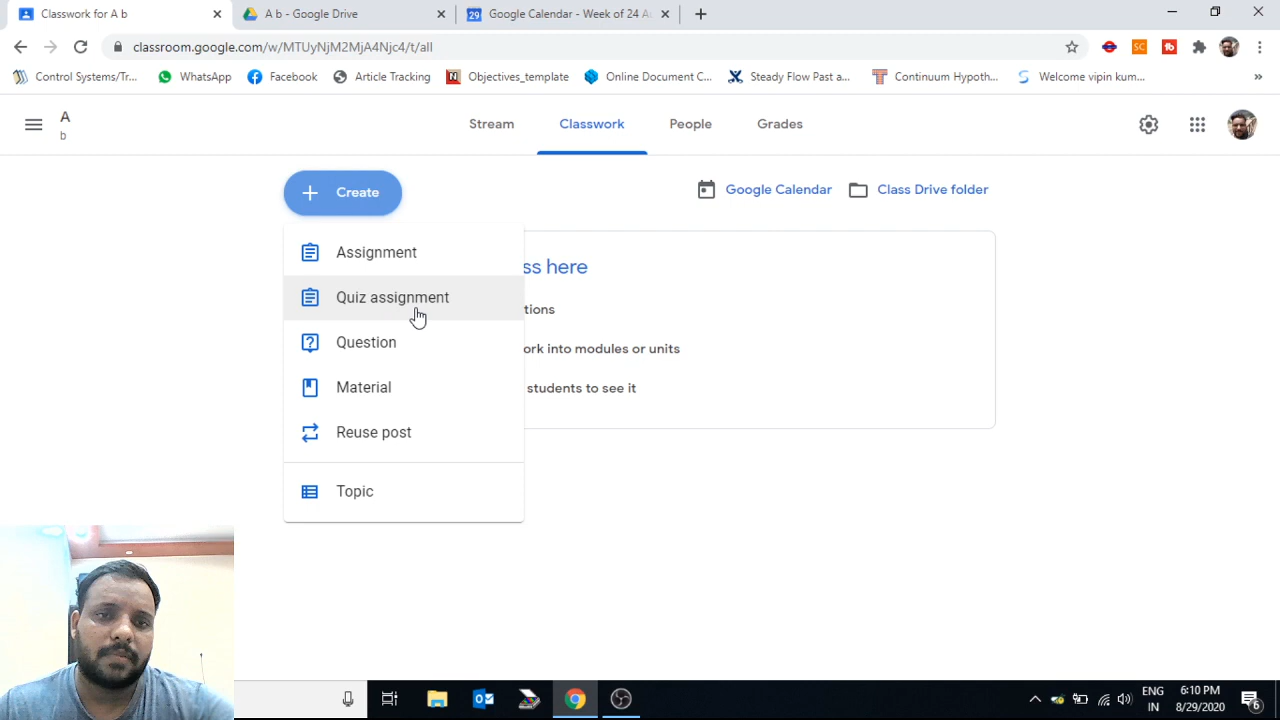 Classwork for A b
A b - Google Drive
29
Google Calendar - Week of 24 A
classroom.google.com/w/MTUyNjM2MjA4Njc4/t/all
SC
Control Systems/Tr...
WhatsApp
Facebook
Article Tracking
Objectives_template
Online Document C...
Steady Flow Past a...
Continuum Hypoth...
Welcome vipin kum...
»
A
b
Stream
Classwork
People
Grades
Create
Google Calendar
Class Drive folder
Assignment
Quiz assignment
Question
Material
Reuse post
Topic
ss here
tions
ork into modules or units
students to see it
ENG
IN
6:10 PM
8/29/2020
6